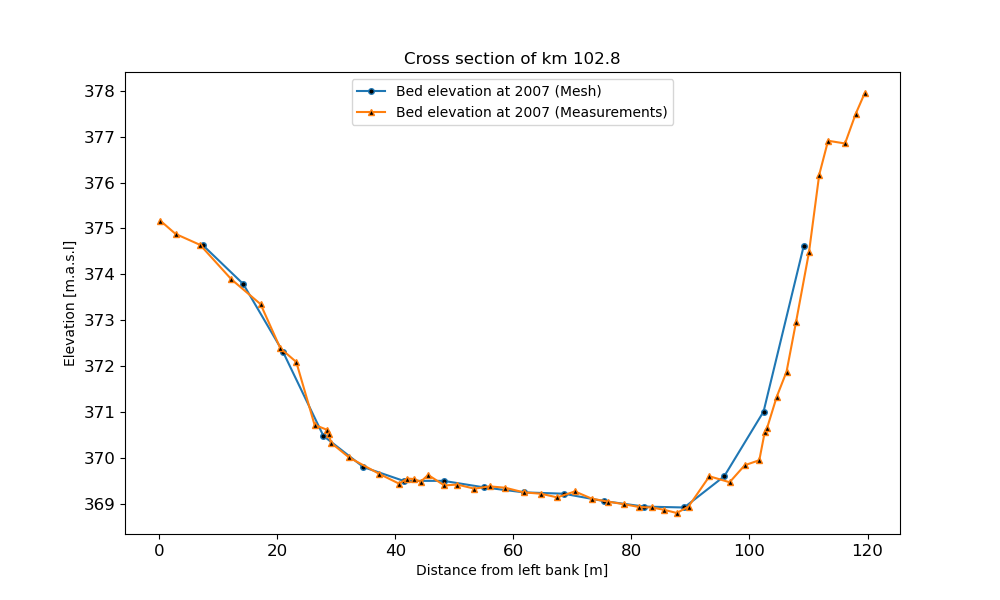 Cross section of km 102.8
Bed elevation at 2007 (Mesh)
Bed elevation at 2007 (Measurements)
378
377
376
375
374
373
372
371
370
369
Elevation [m.a.s.l]
0 20 40 60 80 100 120
Distance from left bank [m]